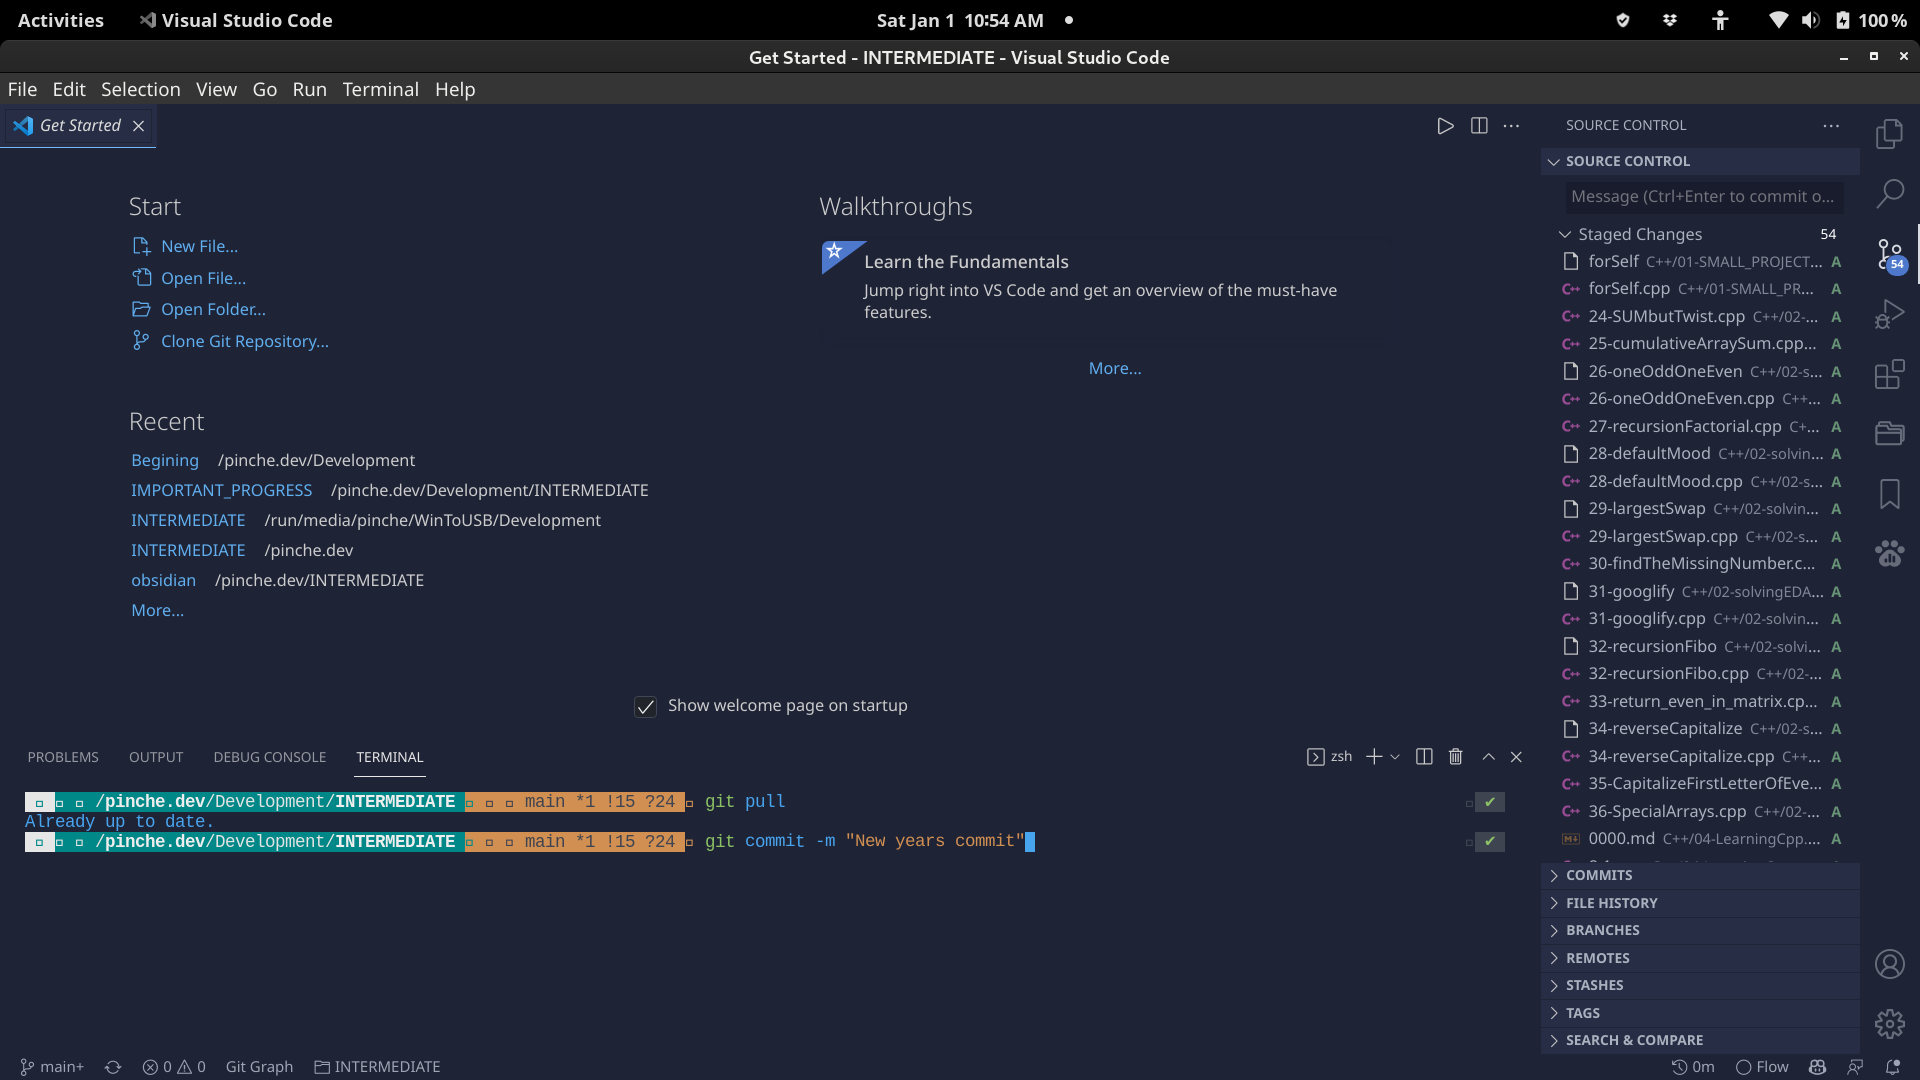 Activities
Visual Studio Code
Sat Jan 1 10:54 AM
100 %
Get Started - INTERMEDIATE - Visual Studio Code
File Edit Selection View Go Run Terminal Help
Get Started
Start
New File...
Open File...
Open Folder...
Clone Git Repository...
Recent
Begining /pinche.dev/Development
IMPORTANT_PROGRESS /pinche.dev/Development/INTERMEDIATE
INTERMEDIATE /run/media/pinche/WinToUSB/Development
INTERMEDIATE /pinche.dev
obsidian /pinche.dev/INTERMEDIATE
More...
Walkthroughs
Learn the Fundamentals
Jump right into VS Code and get an overview of the must-have
features.
More...
Show welcome page on startup
PROBLEMS OUTPUT DEBUG CONSOLE TERMINAL
zsh
/pinche.dev/Development/INTERMEDIATE main *1 !15 ?24 git pull
Already up to date.
/pinche.dev/Development/INTERMEDIATE main *1 !15 ?24 git commit -m "New years commit"
SOURCE CONTROL
SOURCE CONTROL
Message (Ctrl+Enter to commit o...
Staged Changes 54
forSelf C++/01-SMALL_PROJECT... A
forSelf.cpp C++/01-SMALL_PR... A
24-SUMbutTwist.cpp C++/02-... A
25-cumulativeArraySum.cpp... A
26-oneOddOneEven C++/02-s... A
26-oneOddOneEven.cpp C++... A
27-recursionFactorial.cpp C+... A
28-defaultMood C++/02-solvin... A
28-defaultMood.cpp C++/02-s... A
29-largestSwap C++/02-solvin... A
29-largestSwap.cpp C++/02-s... A
30-findTheMissingNumber.c... A
31-googlify C++/02-solvingEDA... A
31-googlify.cpp C++/02-solvin... A
32-recursionFibo C++/02-solvi... A
32-recursionFibo.cpp C++/02-... A
33-return_even_in_matrix.cp... A
34-reverseCapitalize C++/02-s... A
34-reverseCapitalize.cpp C++... A
35-CapitalizeFirstLetterOfEve... A
36-SpecialArrays.cpp C++/02-... A
0000.md C++/04-LearningCpp.... A
COMMITS
FILE HISTORY
BRANCHES
REMOTES
STASHES
TAGS
SEARCH & COMPARE
54
main+ 0 0 Git Graph INTERMEDIATE
0m Flow